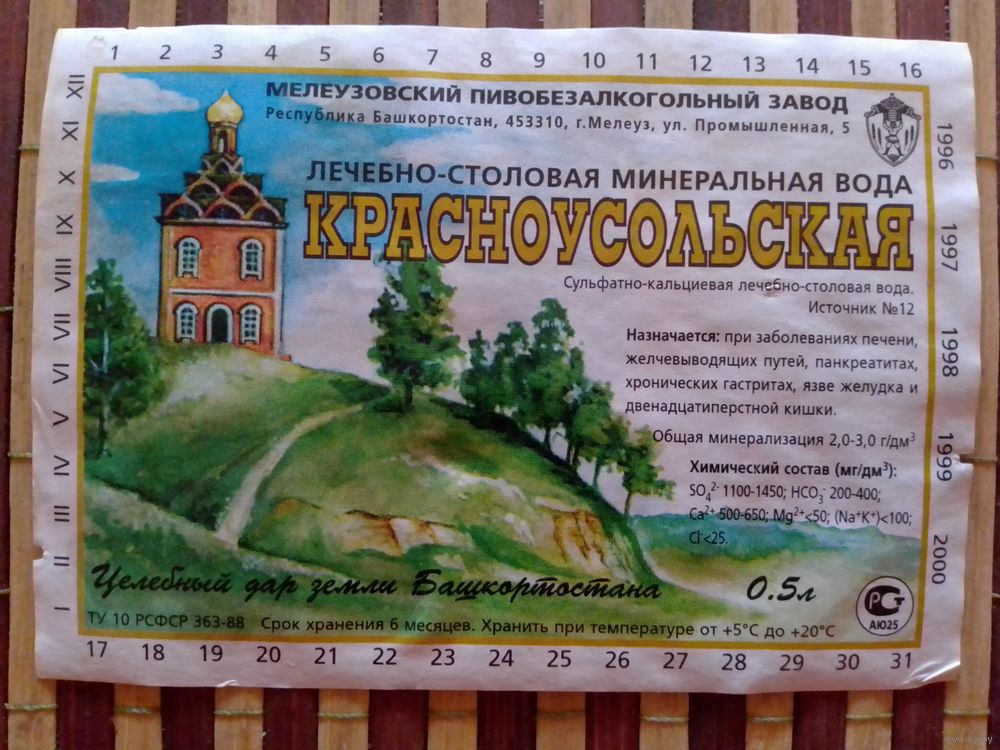 1 2 3 4 5 6 7 8 9 10 11 12 13 14 15 16
XII XI X IX VIII VII VI V IV III II I
МЕЛЕУЗОВСКИЙ ПИВОБЕЗАЛКОГОЛЬНЫЙ ЗАВОД
Республика Башкортостан, 453310, г.Мелеуз, ул. Промышленная, 5
ЛЕЧЕБНО-СТОЛОВАЯ МИНЕРАЛЬНАЯ ВОДА
КРАСНОУСОЛЬСКАЯ
Сульфатно-кальциевая лечебно-столовая вода.
Источник №12
Назначается: при заболеваниях печени,
желчевыводящих путей, панкреатитах,
хронических гастритах, язве желудка и
двенадцатиперстной кишки.
Общая минерализация 2,0-3,0 г/дм³
Химический состав (мг/дм³):
SO₄²⁻ 1100-1450; HCO₃⁻ 200-400;
Ca²⁺ 500-650; Mg²⁺<50; (Na⁺K⁺)<100;
Cl⁻<25.
Целебный дар земли Башкортостана 0.5л
РСТ
АЮ25
ТУ 10 РСФСР 363-88 Срок хранения 6 месяцев. Хранить при температуре от +5°С до +20°С
1996 1997 1998 1999 2000
17 18 19 20 21 22 23 24 25 26 27 28 29 30 31